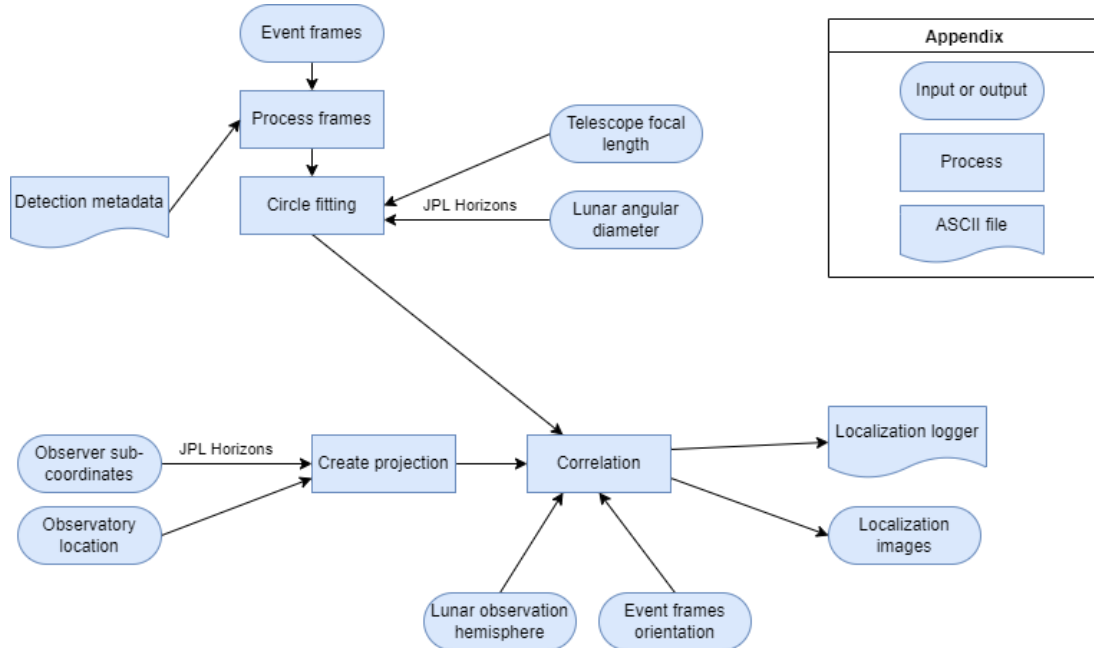 Event frames
Process frames
Detection metadata
Circle fitting
Telescope focal
length
JPL Horizons
Lunar angular
diameter
Appendix
Input or output
Process
ASCII file
Observer sub-
coordinates
JPL Horizons
Observatory
location
Create projection
Correlation
Localization logger
Localization
images
Lunar observation
hemisphere
Event frames
orientation